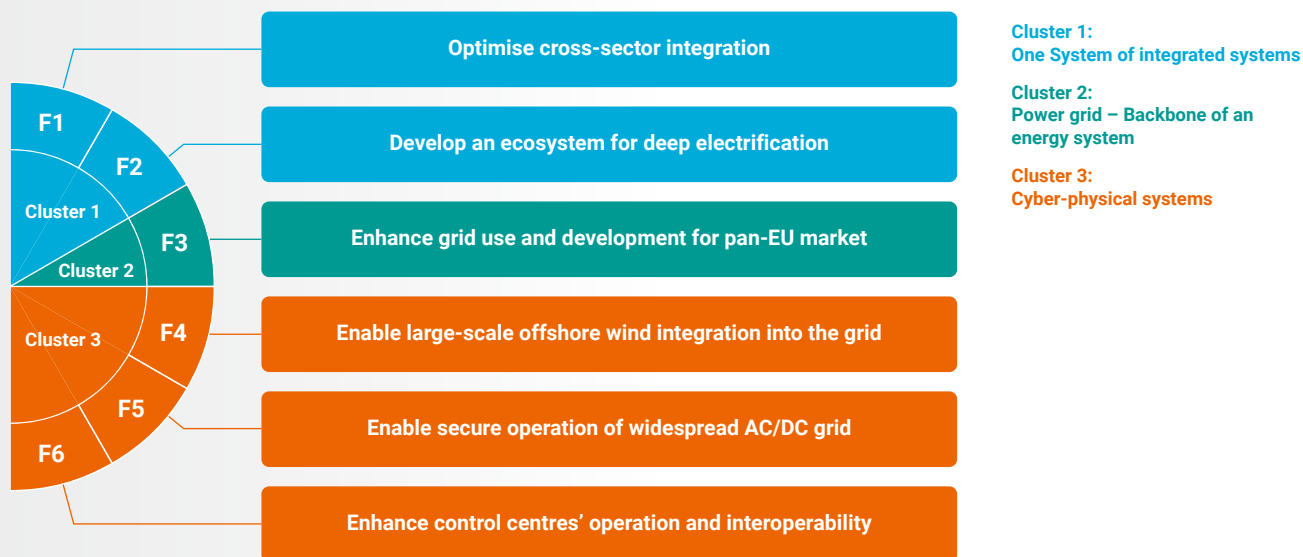 F1
F2
F3
F4
F5
F6
Cluster 1
Cluster 2
Cluster 3
Optimise cross-sector integration
Develop an ecosystem for deep electrification
Enhance grid use and development for pan-EU market
Enable large-scale offshore wind integration into the grid
Enable secure operation of widespread AC/DC grid
Enhance control centres’ operation and interoperability
Cluster 1:
One System of integrated systems
Cluster 2:
Power grid – Backbone of an
energy system
Cluster 3:
Cyber-physical systems